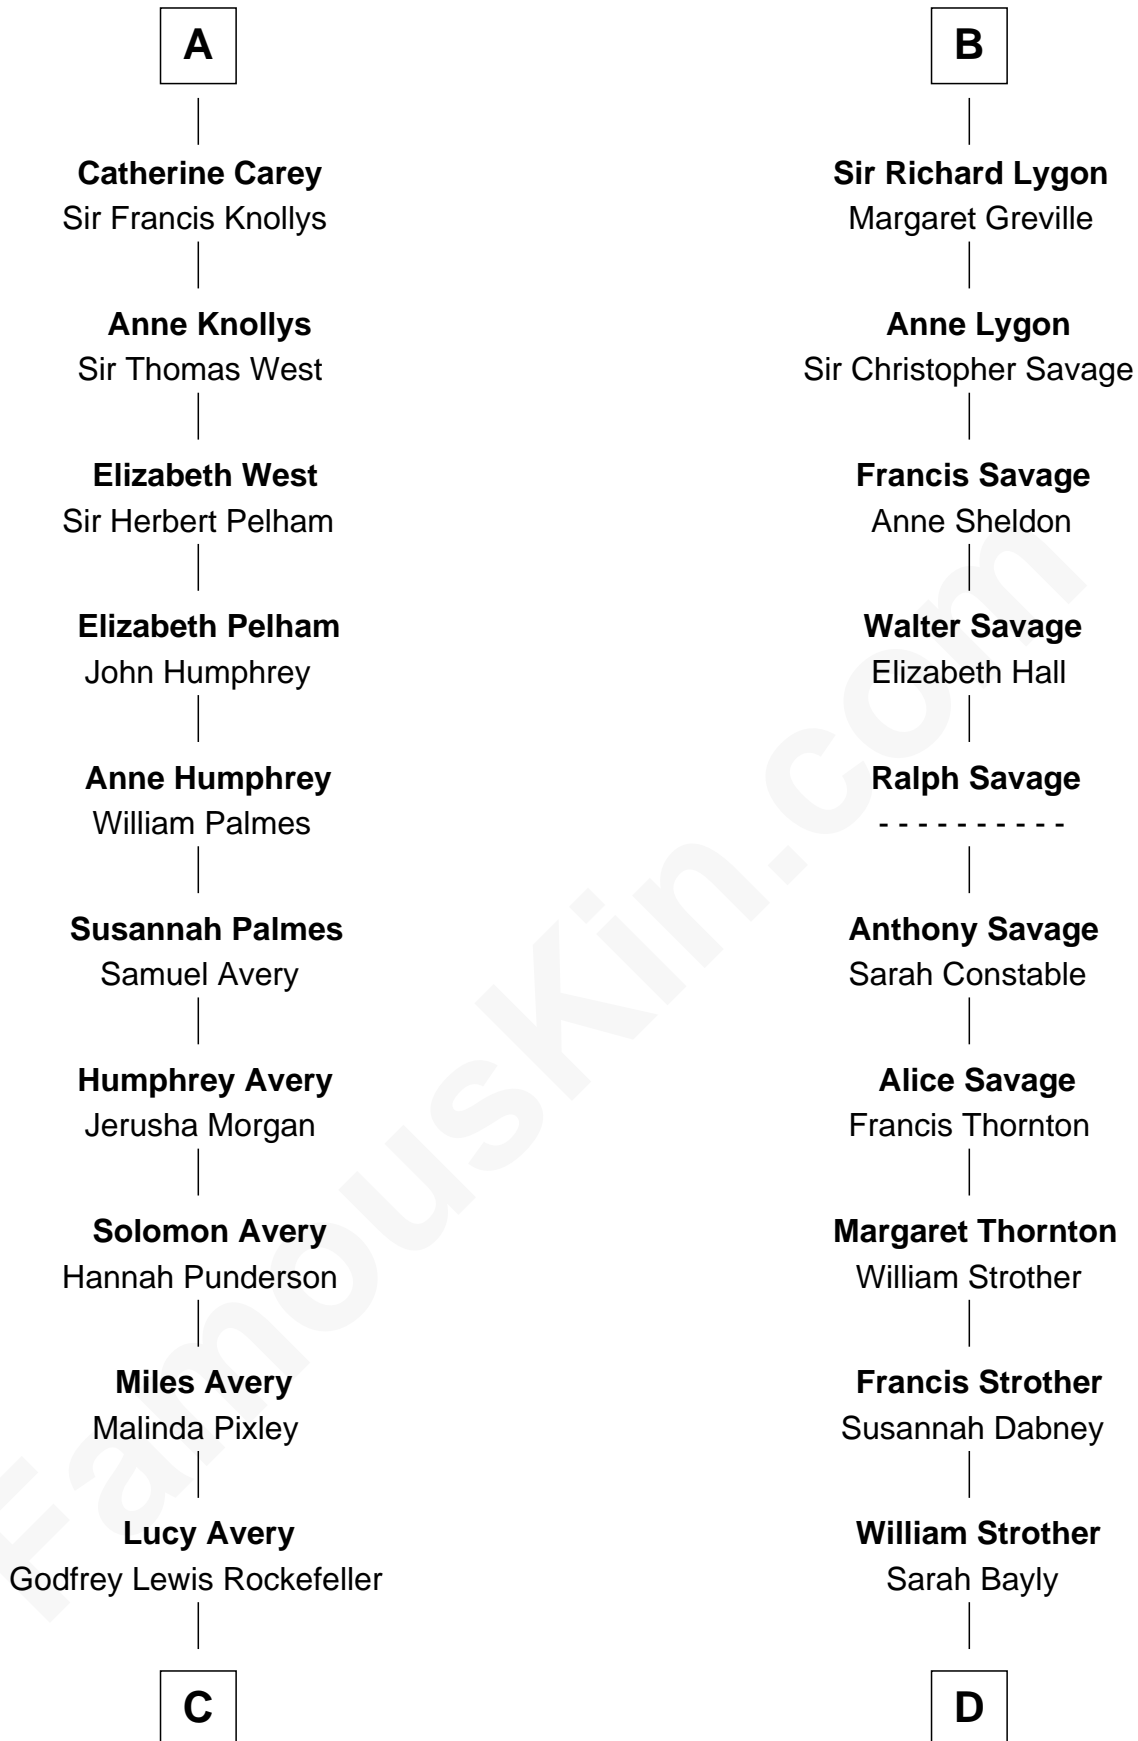 A
Catherine Carey
Sir Francis Knollys
Anne Knollys
Sir Thomas West
Elizabeth West
Sir Herbert Pelham
Elizabeth Pelham
John Humphrey
Anne Humphrey
William Palmes
Susannah Palmes
Samuel Avery
Humphrey Avery
Jerusha Morgan
Solomon Avery
Hannah Punderson
Miles Avery
Malinda Pixley
Lucy Avery
Godfrey Lewis Rockefeller
C
B
Sir Richard Lygon
Margaret Greville
Anne Lygon
Sir Christopher Savage
Francis Savage
Anne Sheldon
Walter Savage
Elizabeth Hall
Ralph Savage
- - - - - - - - - -
Anthony Savage
Sarah Constable
Alice Savage
Francis Thornton
Margaret Thornton
William Strother
Francis Strother
Susannah Dabney
William Strother
Sarah Bayly
D
FamousKin.com